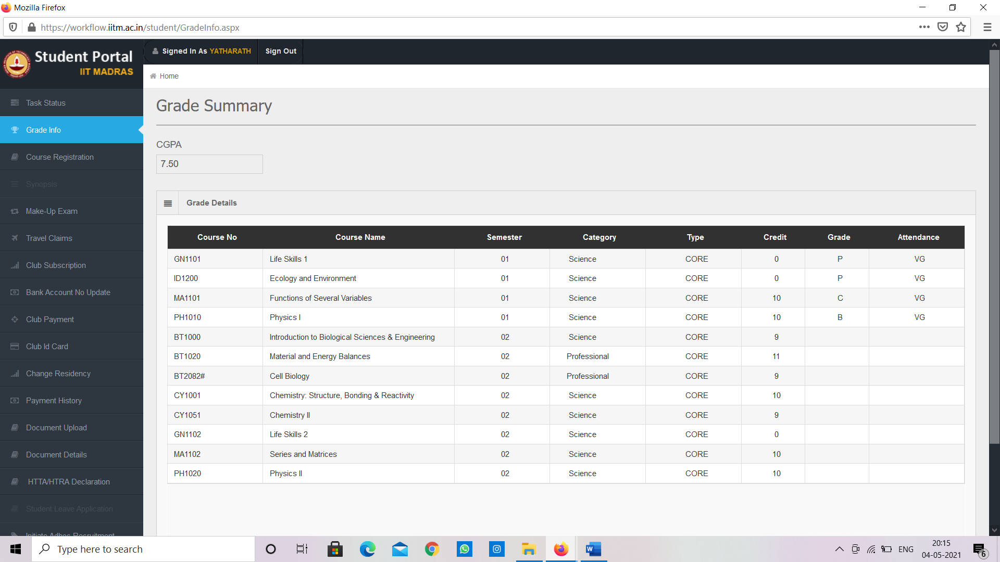 Mozilla Firefox
https://workflow.iitm.ac.in/student/GradeInfo.aspx
Student Portal
IIT MADRAS
Signed In As YATHARATH
Sign Out
Home
Task Status
Grade Info
Course Registration
Synopsis
Make-Up Exam
Travel Claims
Club Subscription
Bank Account No Update
Club Payment
Club Id Card
Change Residency
Payment History
Document Upload
Document Details
HTTA/HTRA Declaration
Student Leave Application
Initiate Adhoc Recruitment
Grade Summary
CGPA
7.50
Grade Details
Course No Course Name Semester Category Type Credit Grade Attendance
GN1101 Life Skills 1 01 Science CORE 0 P VG
ID1200 Ecology and Environment 01 Science CORE 0 P VG
MA1101 Functions of Several Variables 01 Science CORE 10 C VG
PH1010 Physics I 01 Science CORE 10 B VG
BT1000 Introduction to Biological Sciences & Engineering 02 Science CORE 9
BT1020 Material and Energy Balances 02 Professional CORE 11
BT2082# Cell Biology 02 Professional CORE 9
CY1001 Chemistry: Structure, Bonding & Reactivity 02 Science CORE 10
CY1051 Chemistry II 02 Science CORE 9
GN1102 Life Skills 2 02 Science CORE 0
MA1102 Series and Matrices 02 Science CORE 10
PH1020 Physics II 02 Science CORE 10
Type here to search
ENG
20:15
04-05-2021
6